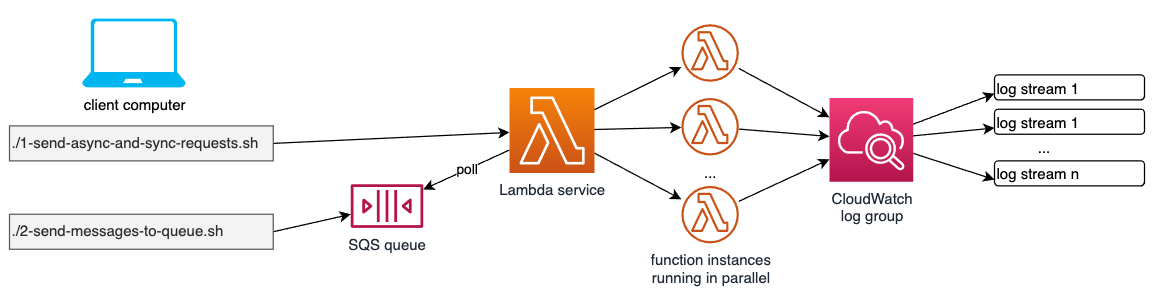 client computer
./1-send-async-and-sync-requests.sh
./2-send-messages-to-queue.sh
poll
SQS queue
Lambda service
...
...
function instances
running in parallel
CloudWatch
log group
log stream 1
log stream 1
...
log stream n